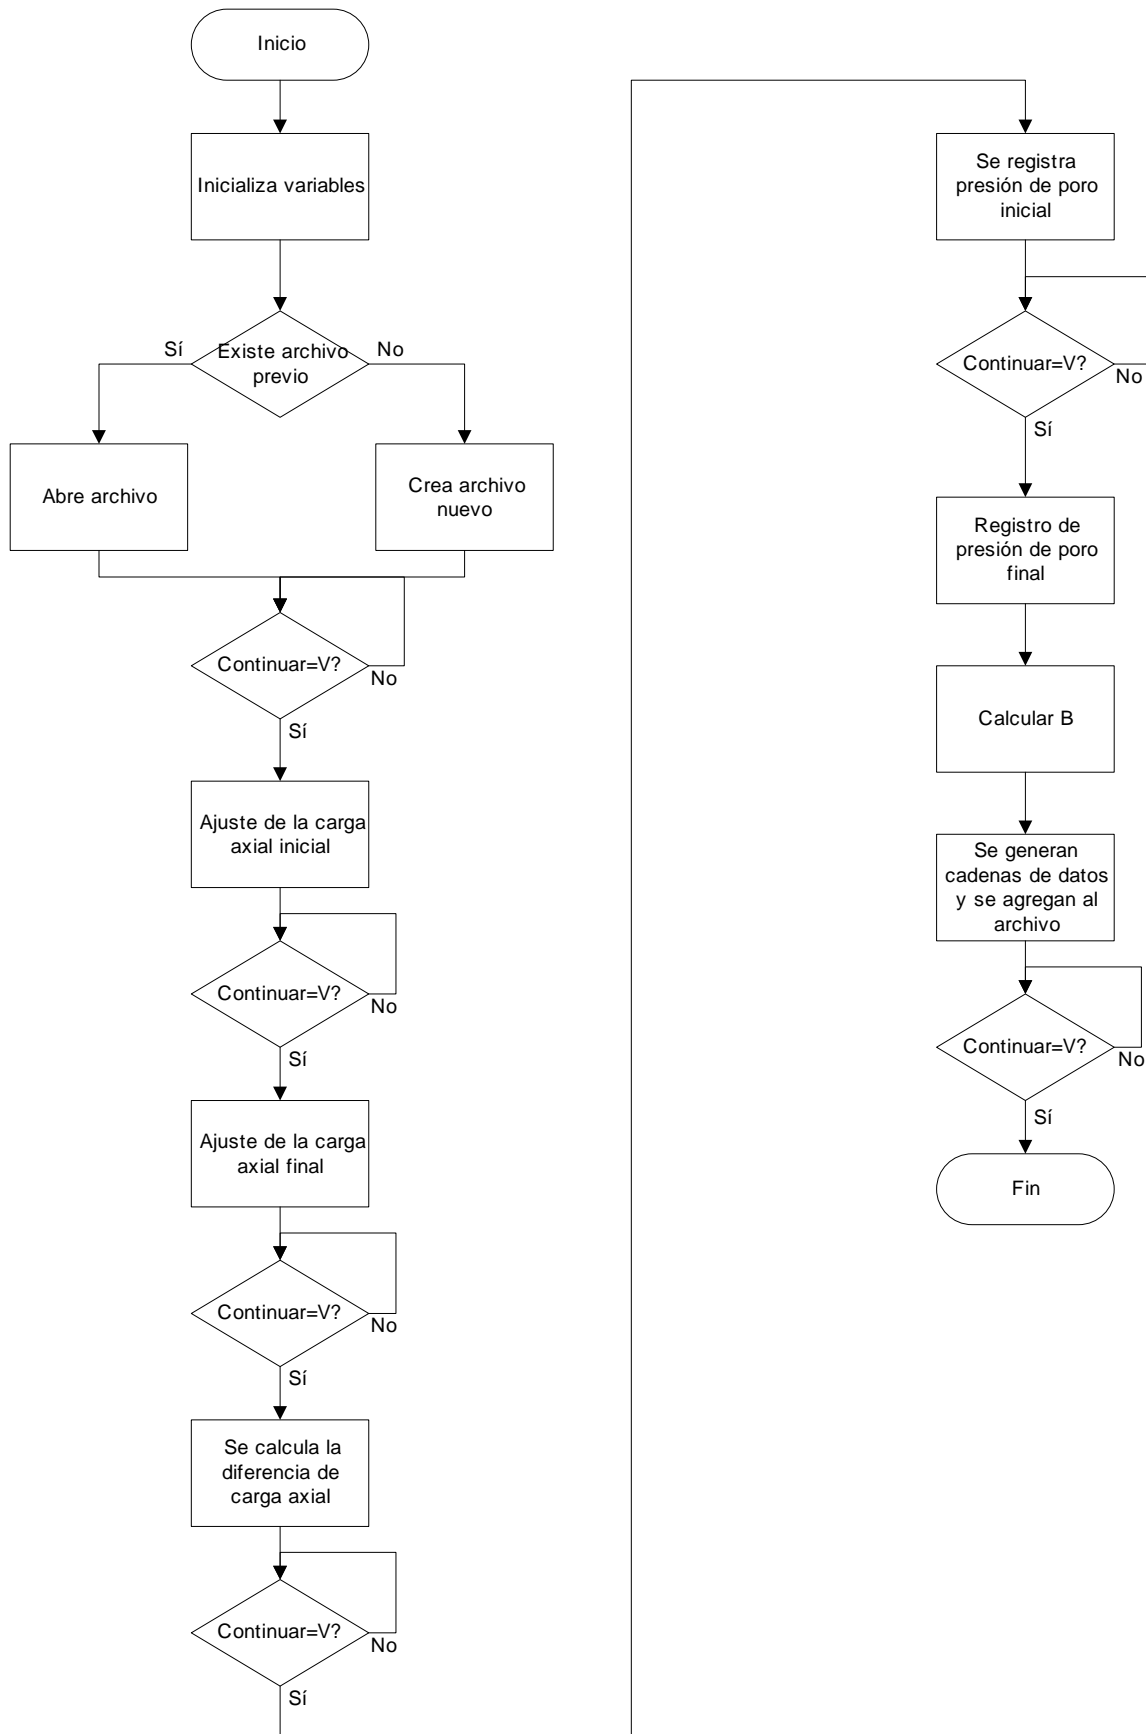 Inicio
Inicializa variables
Existe archivo
previo
Sí
No
Abre archivo
Crea archivo
nuevo
Continuar=V?
No
Sí
Ajuste de la carga
axial inicial
Continuar=V?
No
Sí
Ajuste de la carga
axial final
Continuar=V?
No
Sí
Se calcula la
diferencia de
carga axial
Continuar=V?
No
Sí
Se registra
presión de poro
inicial
Continuar=V?
No
Sí
Registro de
presión de poro
final
Calcular B
Se generan
cadenas de datos
y se agregan al
archivo
Continuar=V?
No
Sí
Fin